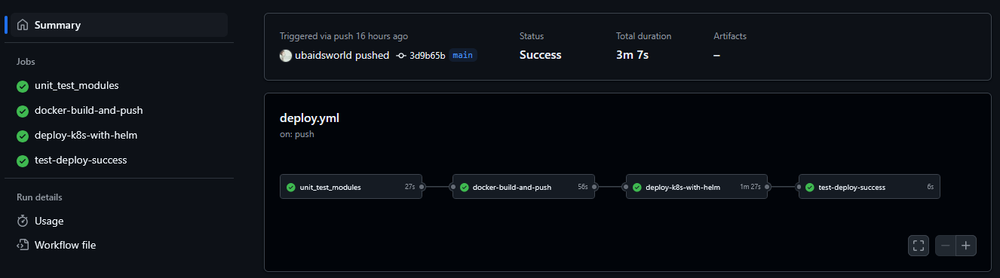 Summary
Jobs
unit_test_modules
docker-build-and-push
deploy-k8s-with-helm
test-deploy-success
Run details
Usage
Workflow file
Triggered via push 16 hours ago
ubaidsworld pushed 3d9b65b main
Status
Success
Total duration
3m 7s
Artifacts
–
deploy.yml
on: push
unit_test_modules 27s
docker-build-and-push 56s
deploy-k8s-with-helm 1m 27s
test-deploy-success 6s